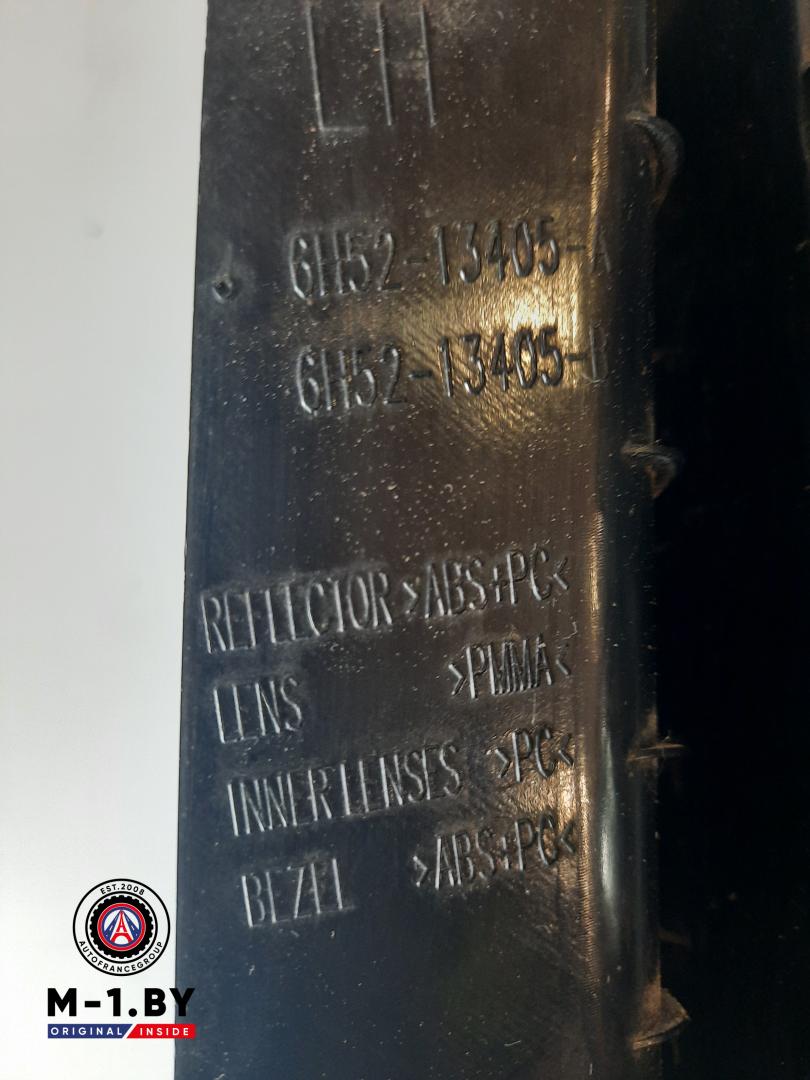 LH
6H52-13405-A
6H52-13405-B
REFLECTOR >ABS+PC<
LENS >PMMA<
INNER LENSES >PC<
BEZEL >ABS+PC<
EST.2008
AUTOFRANCEGROUP
M-1.BY
ORIGINAL INSIDE